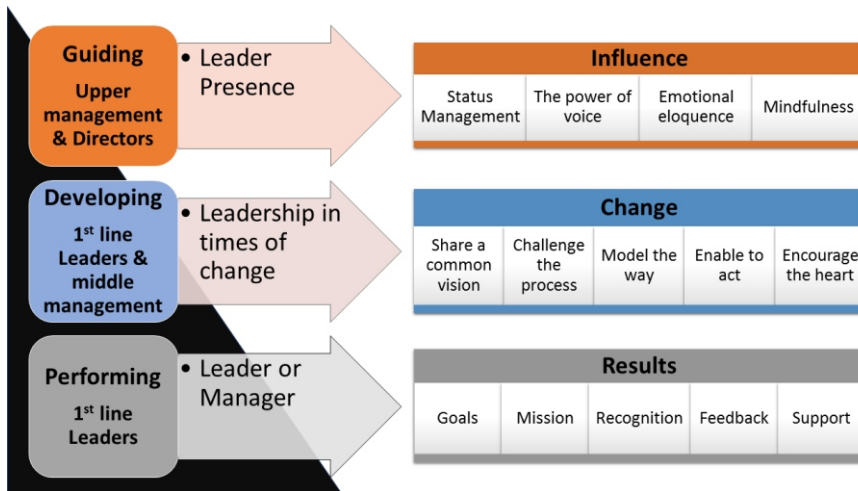 Guiding
Upper
management
& Directors
• Leader
Presence
Influence
Status
Management
The power of
voice
Emotional
eloquence
Mindfulness
Developing
1st line
Leaders &
middle
management
• Leadership in
times of
change
Change
Share a
common
vision
Challenge
the
process
Model the
way
Enable to
act
Encourage
the heart
Performing
1st line
Leaders
• Leader or
Manager
Results
Goals
Mission
Recognition
Feedback
Support